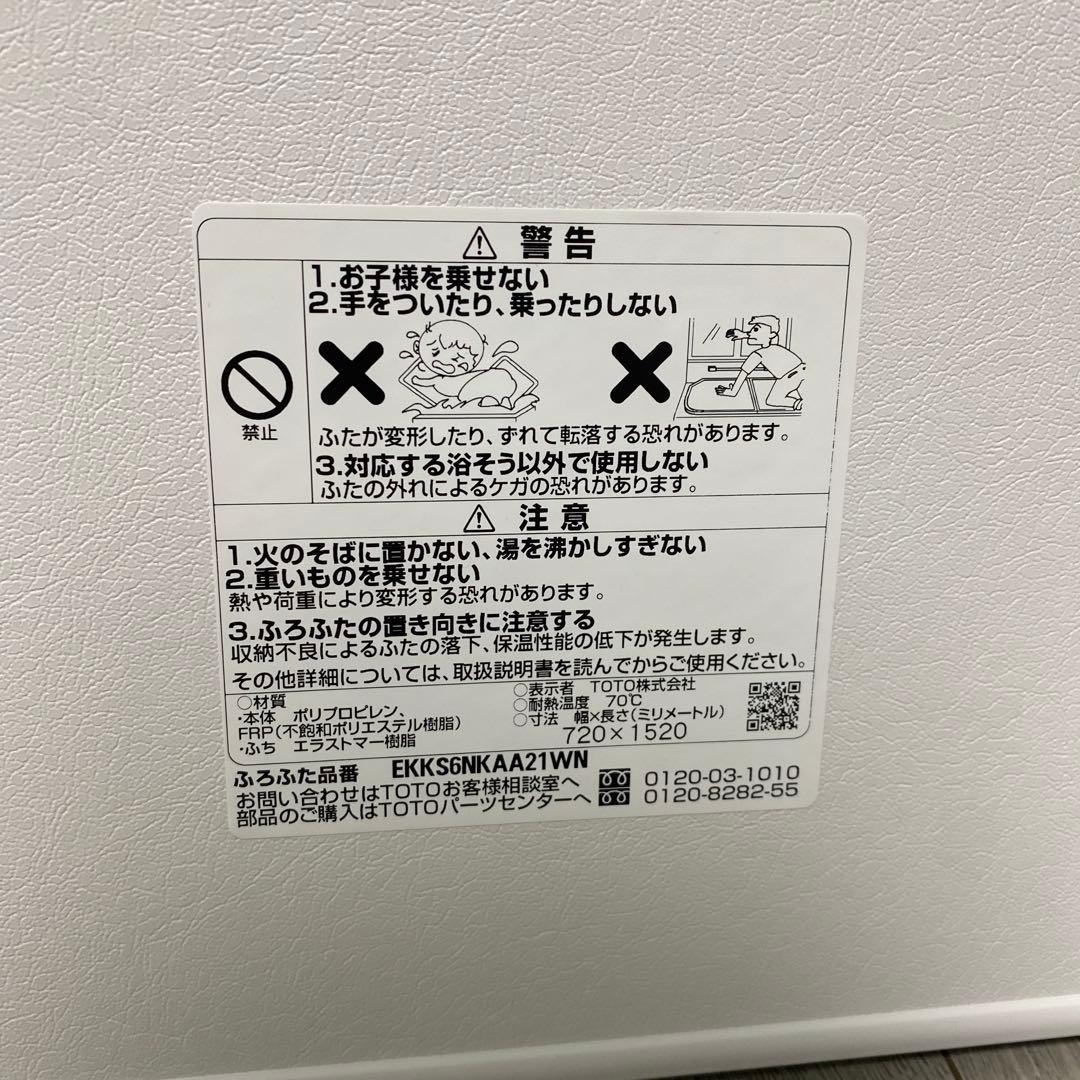 ⚠ 警告
1.お子様を乗せない
2.手をついたり、乗ったりしない
禁止
ふたが変形したり、ずれて転落する恐れがあります。
3.対応する浴そう以外で使用しない
ふたの外れによるケガの恐れがあります。
⚠ 注意
1.火のそばに置かない、湯を沸かしすぎない
2.重いものを乗せない
熱や荷重により変形する恐れがあります。
3.ふろふたの置き向きに注意する
収納不良によるふたの落下、保温性能の低下が発生します。
その他詳細については、取扱説明書を読んでからご使用ください。
○材質
・本体 ポリプロピレン、
FRP(不飽和ポリエステル樹脂)
・ふち エラストマー樹脂
○表示者 TOTO株式会社
○耐熱温度 70℃
○寸法 幅×長さ(ミリメートル)
720×1520
ふろふた品番 EKKS6NKAA21WN
お問い合わせはTOTOお客様相談室へ 0120-03-1010
部品のご購入はTOTOパーツセンターへ 0120-8282-55